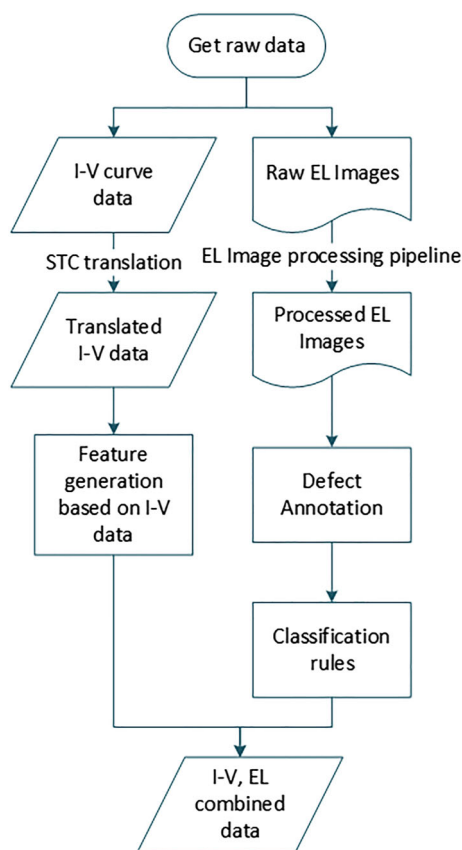 Get raw data
I-V curve
data
Raw EL Images
STC translation
EL Image processing pipeline
Translated
I-V data
Processed EL
Images
Feature
generation
based on I-V
data
Defect
Annotation
Classification
rules
I-V, EL
combined
data